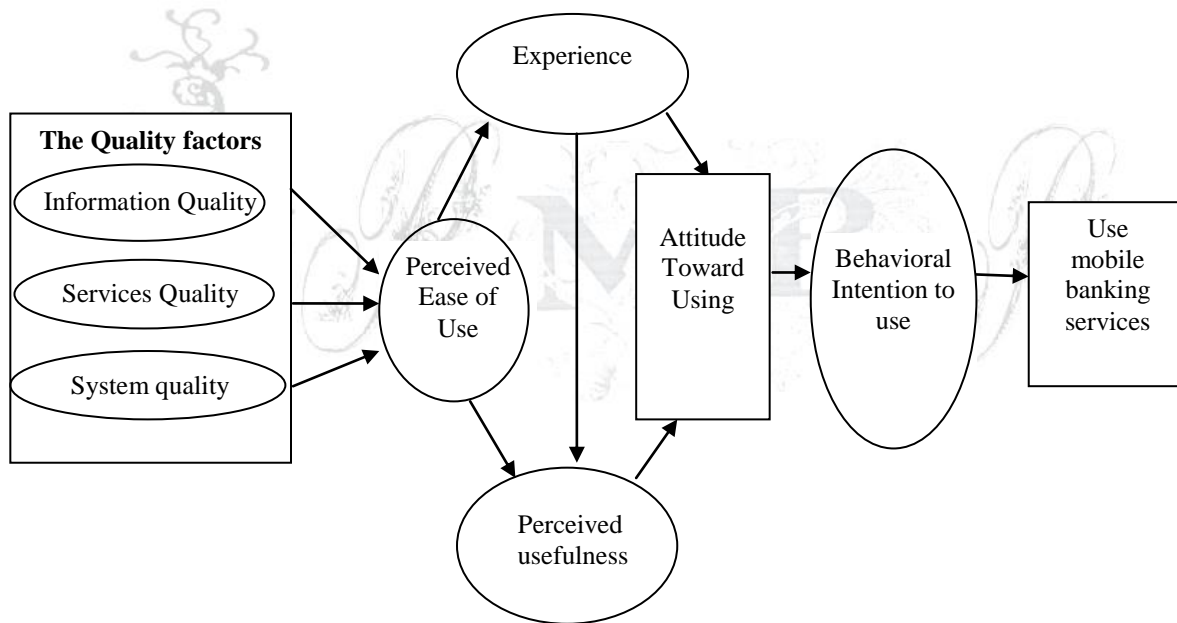 Experience
The Quality factors
Information Quality
Services Quality
System quality
Perceived
Ease of
Use
Attitude
Toward
Using
Behavioral
Intention to
use
Use
mobile
banking
services
Perceived
usefulness